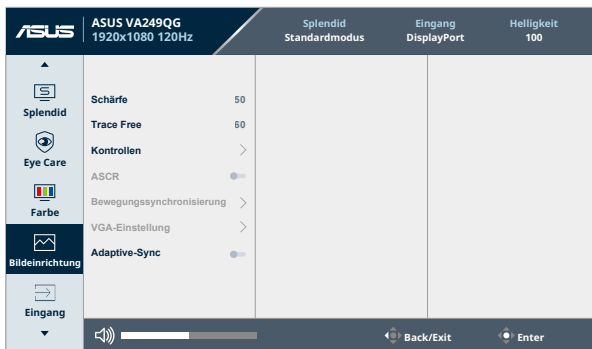 ASUS
ASUS VA249QG
1920x1080 120Hz
Splendid
Standardmodus
Eingang
DisplayPort
Helligkeit
100
Splendid
Eye Care
Farbe
Bildeinrichtung
Eingang
Schärfe 50
Trace Free 60
Kontrollen
ASCR
Bewegungssynchronisierung
VGA-Einstellung
Adaptive-Sync
Back/Exit
Enter